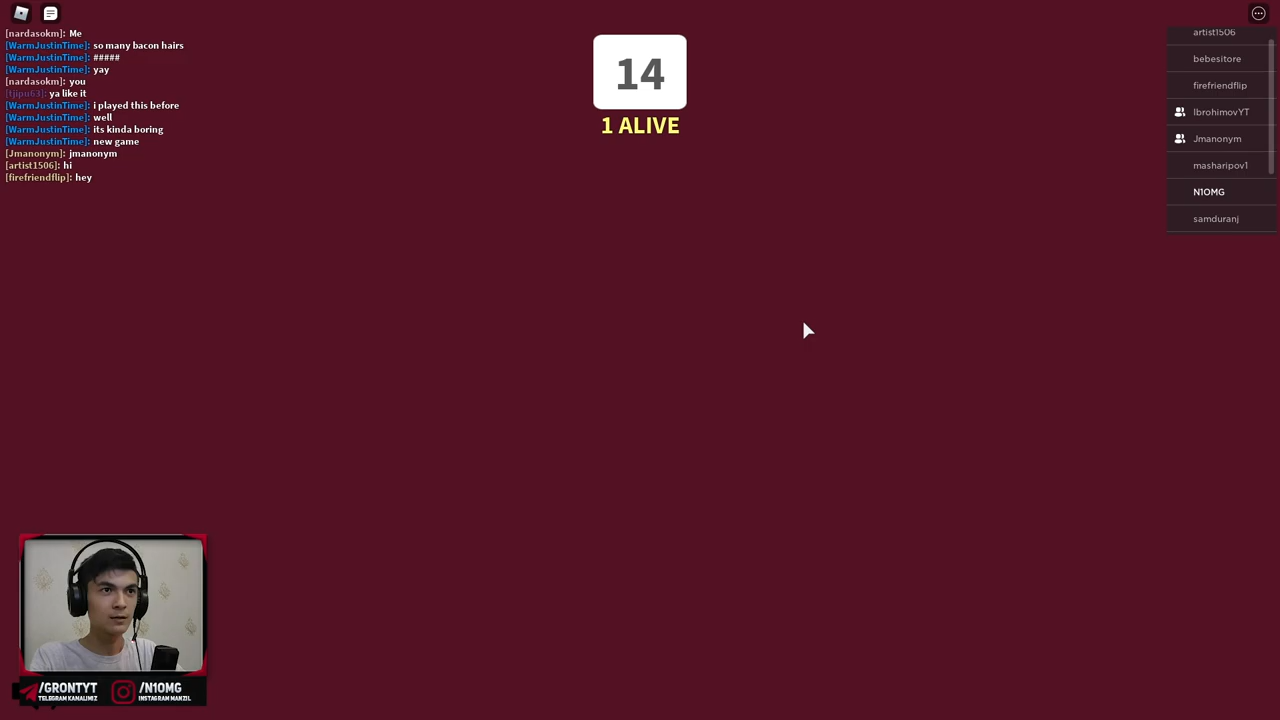 [nardasokm]: Me
[WarmJustinTime]: so many bacon hairs
[WarmJustinTime]: #####
[WarmJustinTime]: yay
[nardasokm]: you
[tjipu63]: ya like it
[WarmJustinTime]: i played this before
[WarmJustinTime]: well
[WarmJustinTime]: its kinda boring
[WarmJustinTime]: new game
[Jmanonym]: jmanonym
[artist1506]: hi
[firefriendflip]: hey
14
1 ALIVE
artist1506
bebesitore
firefriendflip
IbrohimovYT
Jmanonym
masharipov1
N1OMG
samduranj
/GRONTYT
TELEGRAM KANALIMIZ
/N1OMG
INSTAGRAM MANZIL